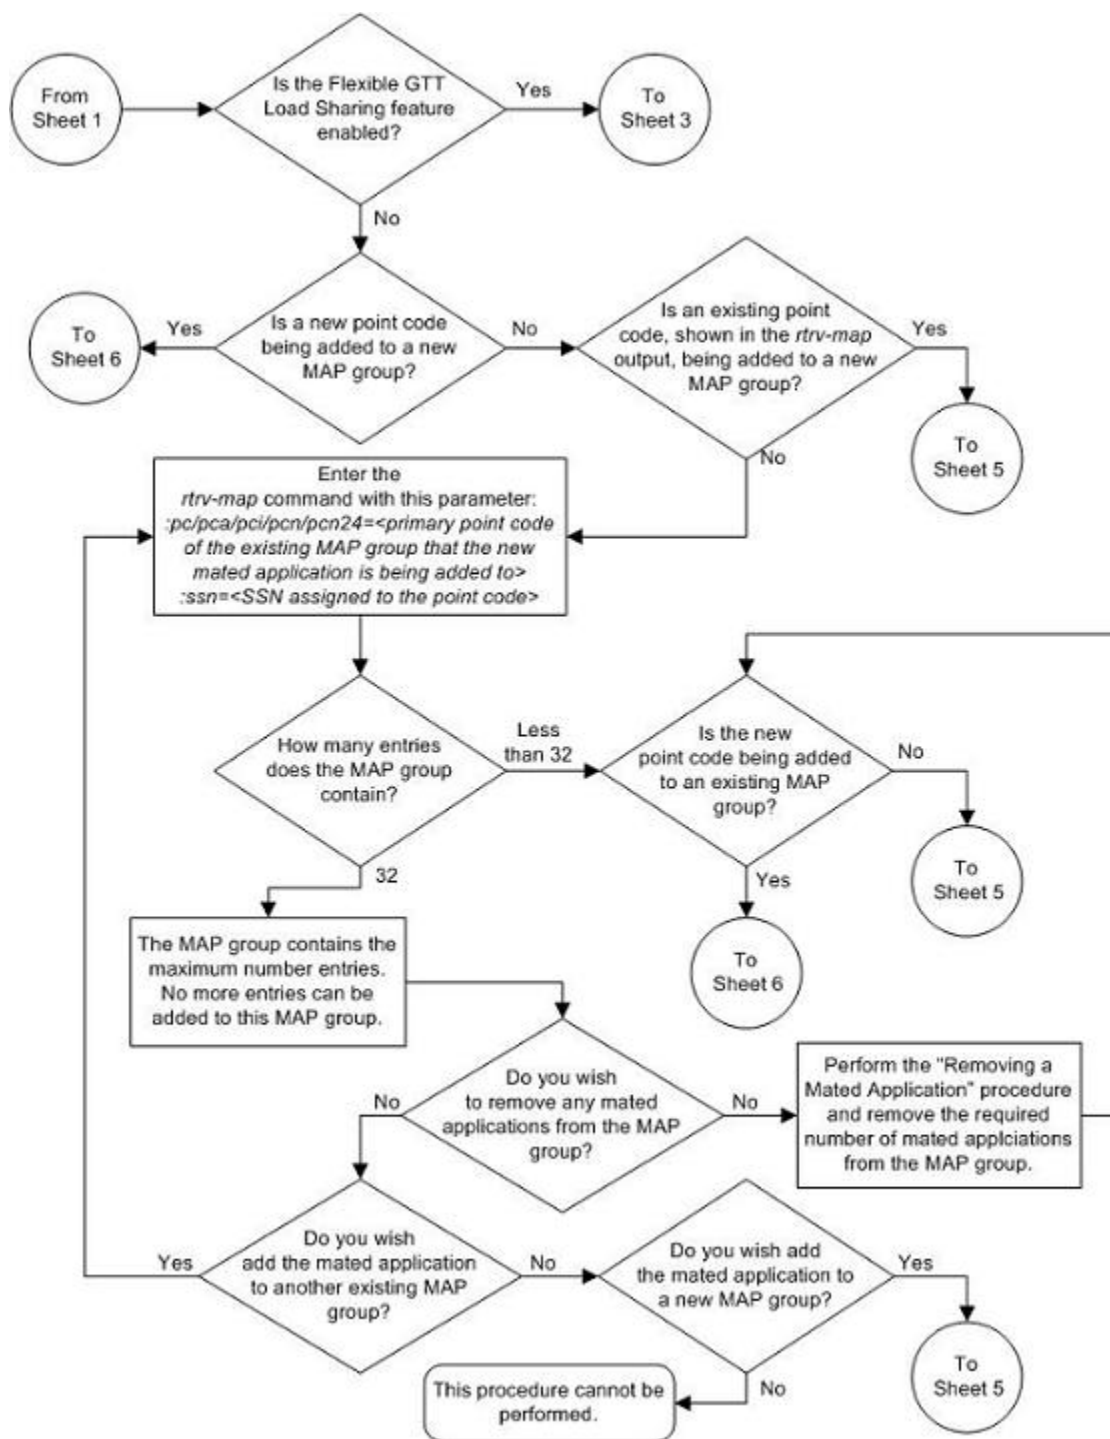 From
Sheet 1
Is the Flexible GTT
Load Sharing feature
enabled?
Yes
To
Sheet 3
No
To
Sheet 6
Yes
Is a new point code
being added to a new
MAP group?
No
Is an existing point
code, shown in the rtrv-map
output, being added to a new
MAP group?
Yes
To
Sheet 5
No
Enter the
rtrv-map command with this parameter:
:pc/pca/pci/pcn/pcn24=<primary point code
of the existing MAP group that the new
mated application is being added to>
:ssn=<SSN assigned to the point code>
How many entries
does the MAP group
contain?
Less
than 32
Is the new
point code being added
to an existing MAP
group?
No
To
Sheet 5
Yes
To
Sheet 6
32
The MAP group contains the
maximum number entries.
No more entries can be
added to this MAP group.
No
Do you wish
to remove any mated
applications from the MAP
group?
No
Perform the "Removing a
Mated Application" procedure
and remove the required
number of mated applciations
from the MAP group.
Yes
Do you wish
add the mated application
to another existing MAP
group?
No
Do you wish add
the mated application to
a new MAP group?
Yes
To
Sheet 5
No
This procedure cannot be
performed.